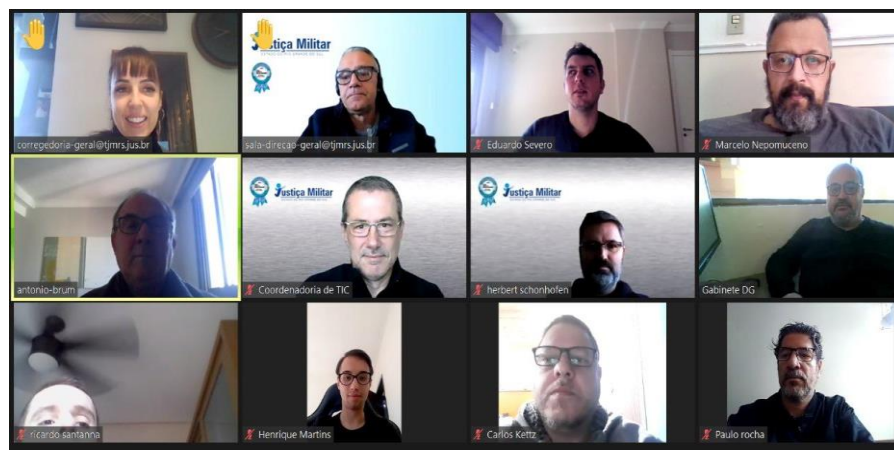 corregedoria-geral@tjmrs.jus.br
Justiça Militar
sala-direcao-geral@tjmrs.jus.br
Eduardo Severo
Marcelo Nepomuceno
antonio-brum
Justiça Militar
Coordenadoria de TIC
Justiça Militar
herbert schonhofen
Gabinete DG
ricardo santanna
Henrique Martins
Carlos Kettz
Paulo rocha